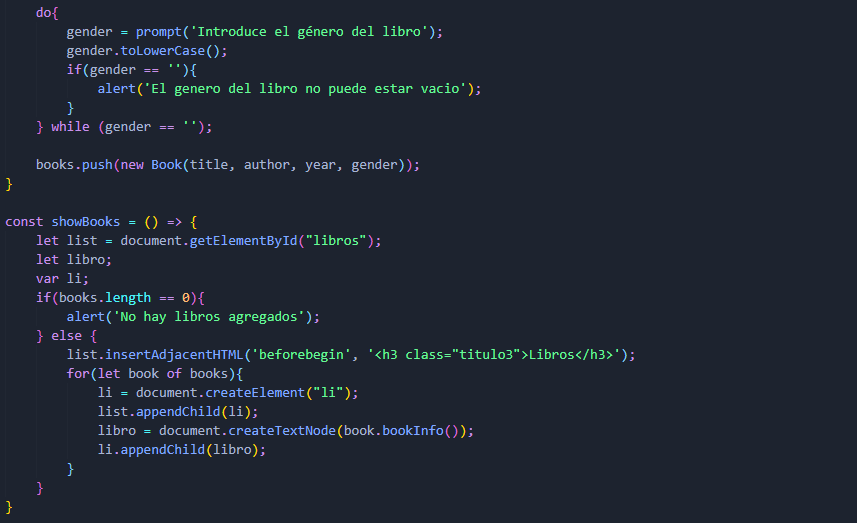 do{
gender = prompt('Introduce el género del libro');
gender.toLowerCase();
if(gender == ''){
alert('El genero del libro no puede estar vacio');
}
} while (gender == '');
books.push(new Book(title, author, year, gender));
}
const showBooks = () => {
let list = document.getElementById("libros");
let libro;
var li;
if(books.length == 0){
alert('No hay libros agregados');
} else {
list.insertAdjacentHTML('beforebegin', '<h3 class="titulo3">Libros</h3>');
for(let book of books){
li = document.createElement("li");
list.appendChild(li);
libro = document.createTextNode(book.bookInfo());
li.appendChild(libro);
}
}
}